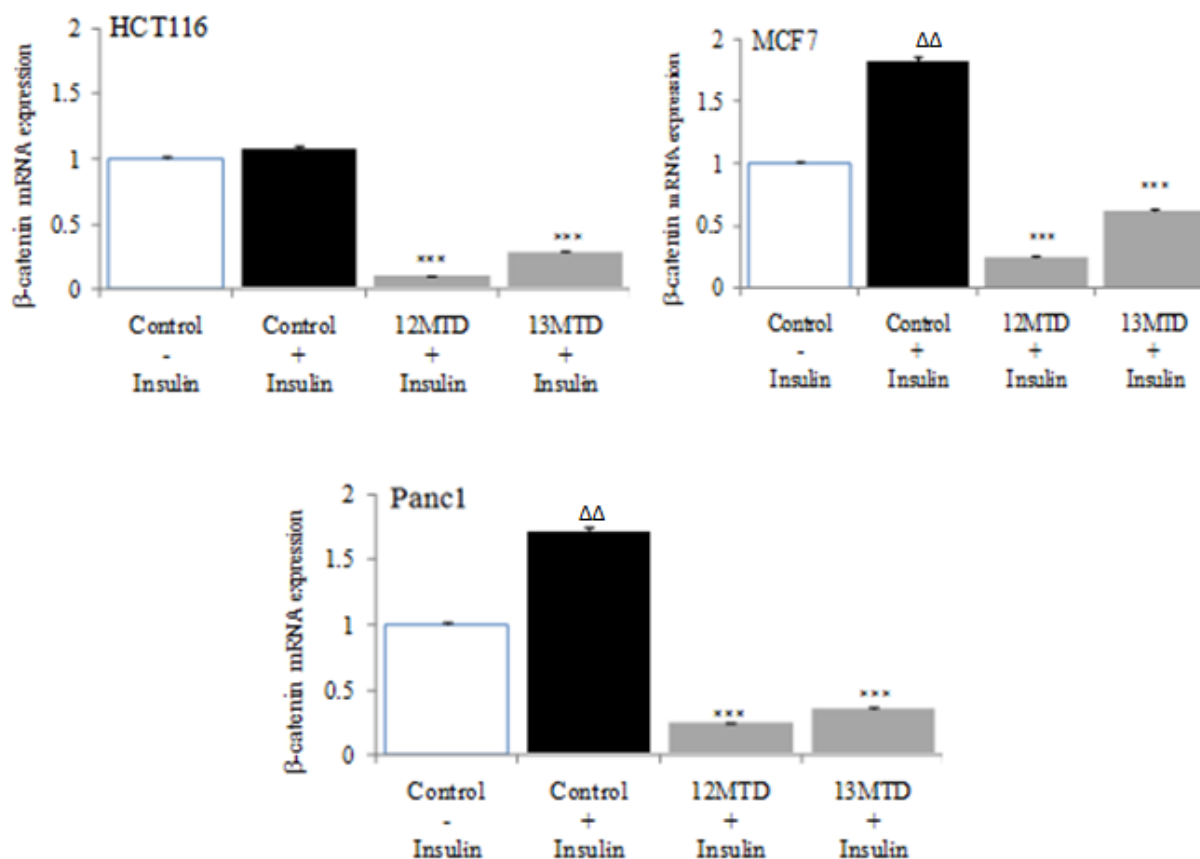 HCT116
β-catenin mRNA expression
2
1.5
1
0.5
0
***
***
Control
-
Insulin
Control
+
Insulin
12MTD
+
Insulin
13MTD
+
Insulin
MCF7
β-catenin mRNA expression
2
1.5
1
0.5
0
ΔΔ
***
***
Control
-
Insulin
Control
+
Insulin
12MTD
+
Insulin
13MTD
+
Insulin
Panc1
β-catenin mRNA expression
2
1.5
1
0.5
0
ΔΔ
***
***
Control
-
Insulin
Control
+
Insulin
12MTD
+
Insulin
13MTD
+
Insulin